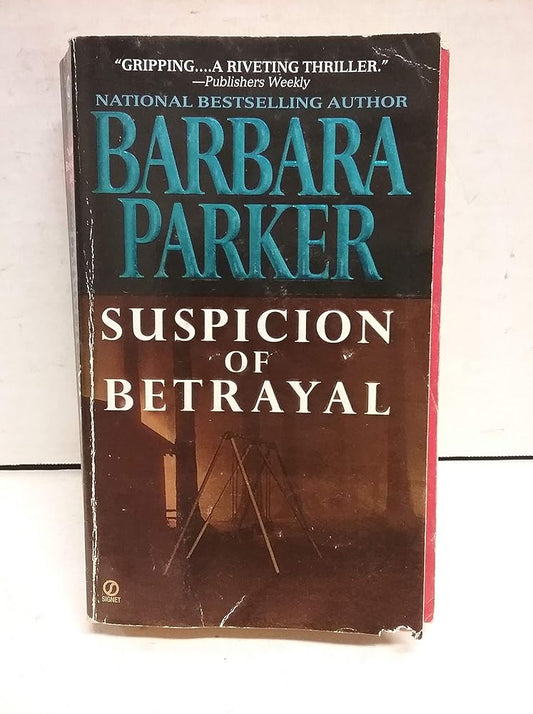 "GRIPPING....A RIVETING THRILLER."
—Publishers Weekly
NATIONAL BESTSELLING AUTHOR
BARBARA
PARKER
SUSPICION
OF
BETRAYAL
SIGNET